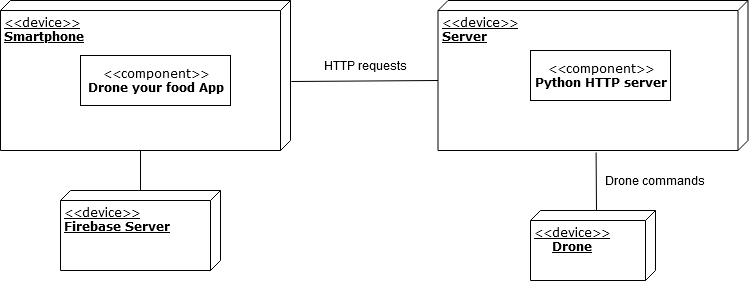 <<device>>
Smartphone
<<component>>
Drone your food App
HTTP requests
<<device>>
Server
<<component>>
Python HTTP server
<<device>>
Firebase Server
Drone commands
<<device>>
Drone